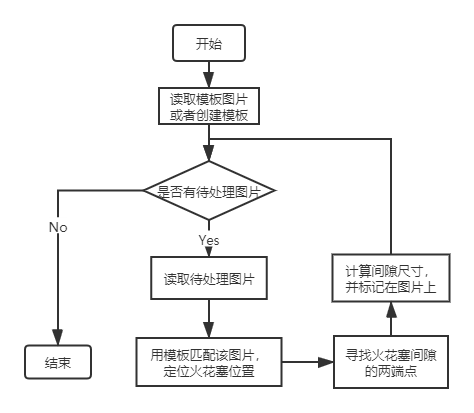 开始
读取模板图片
或者创建模板
是否有待处理图片
No
Yes
读取待处理图片
计算间隙尺寸，
并标记在图片上
结束
用模板匹配该图片，
定位火花塞位置
寻找火花塞间隙
的两端点